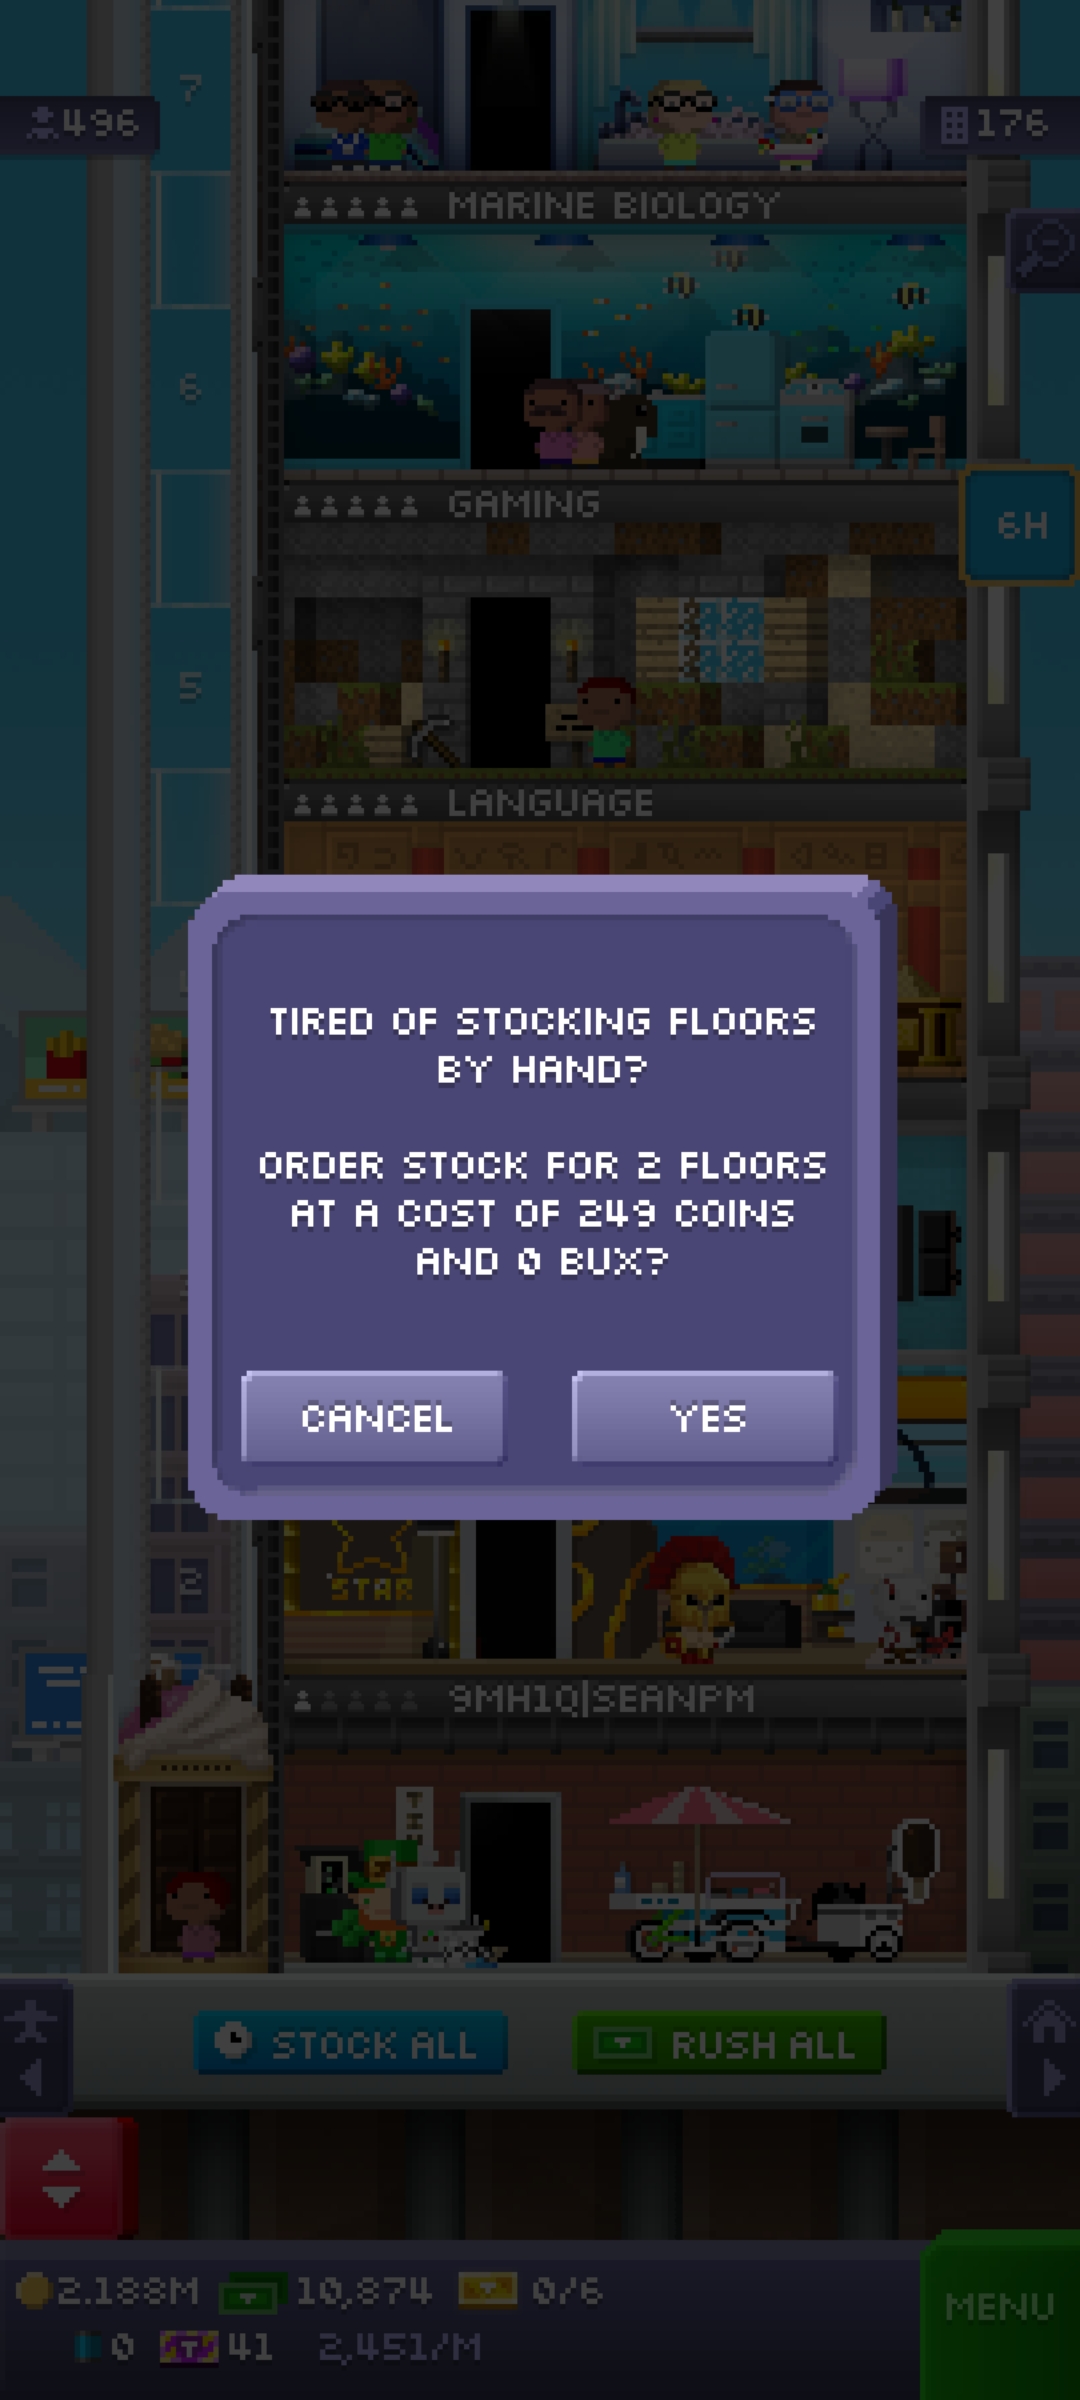 7
496
176
MARINE BIOLOGY
6
GAMING
6H
5
LANGUAGE
TIRED OF STOCKING FLOORS
BY HAND?
ORDER STOCK FOR 2 FLOORS
AT A COST OF 249 COINS
AND 0 BUX?
CANCEL
YES
2
STAR
9MH1Q|SEANPM
STOCK ALL
RUSH ALL
2.188M
10,874
0/6
MENU
0
41
2,451/M